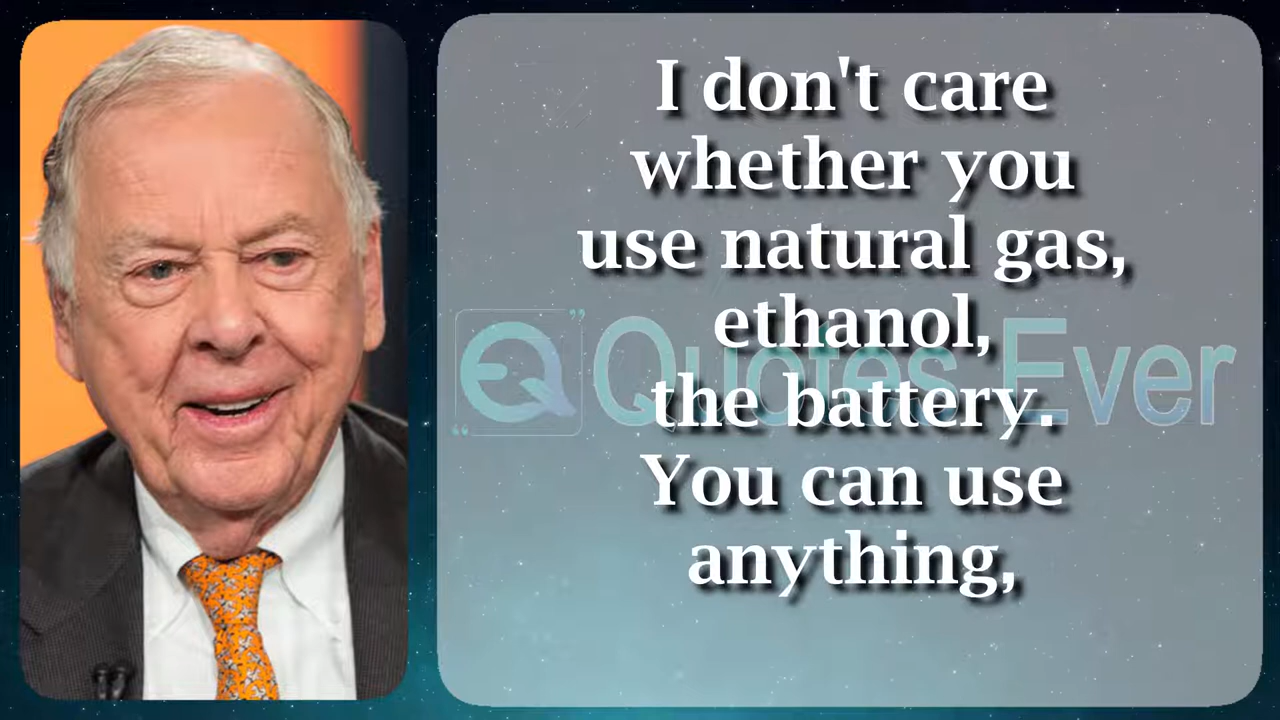 I don't care
whether you
use natural gas,
ethanol,
the battery.
You can use
anything,
Quotes Ever